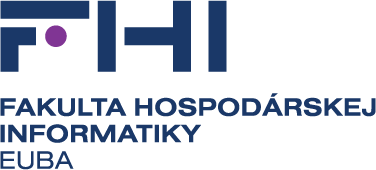 FHI
FAKULTA HOSPODÁRSKEJ
INFORMATIKY
EUBA